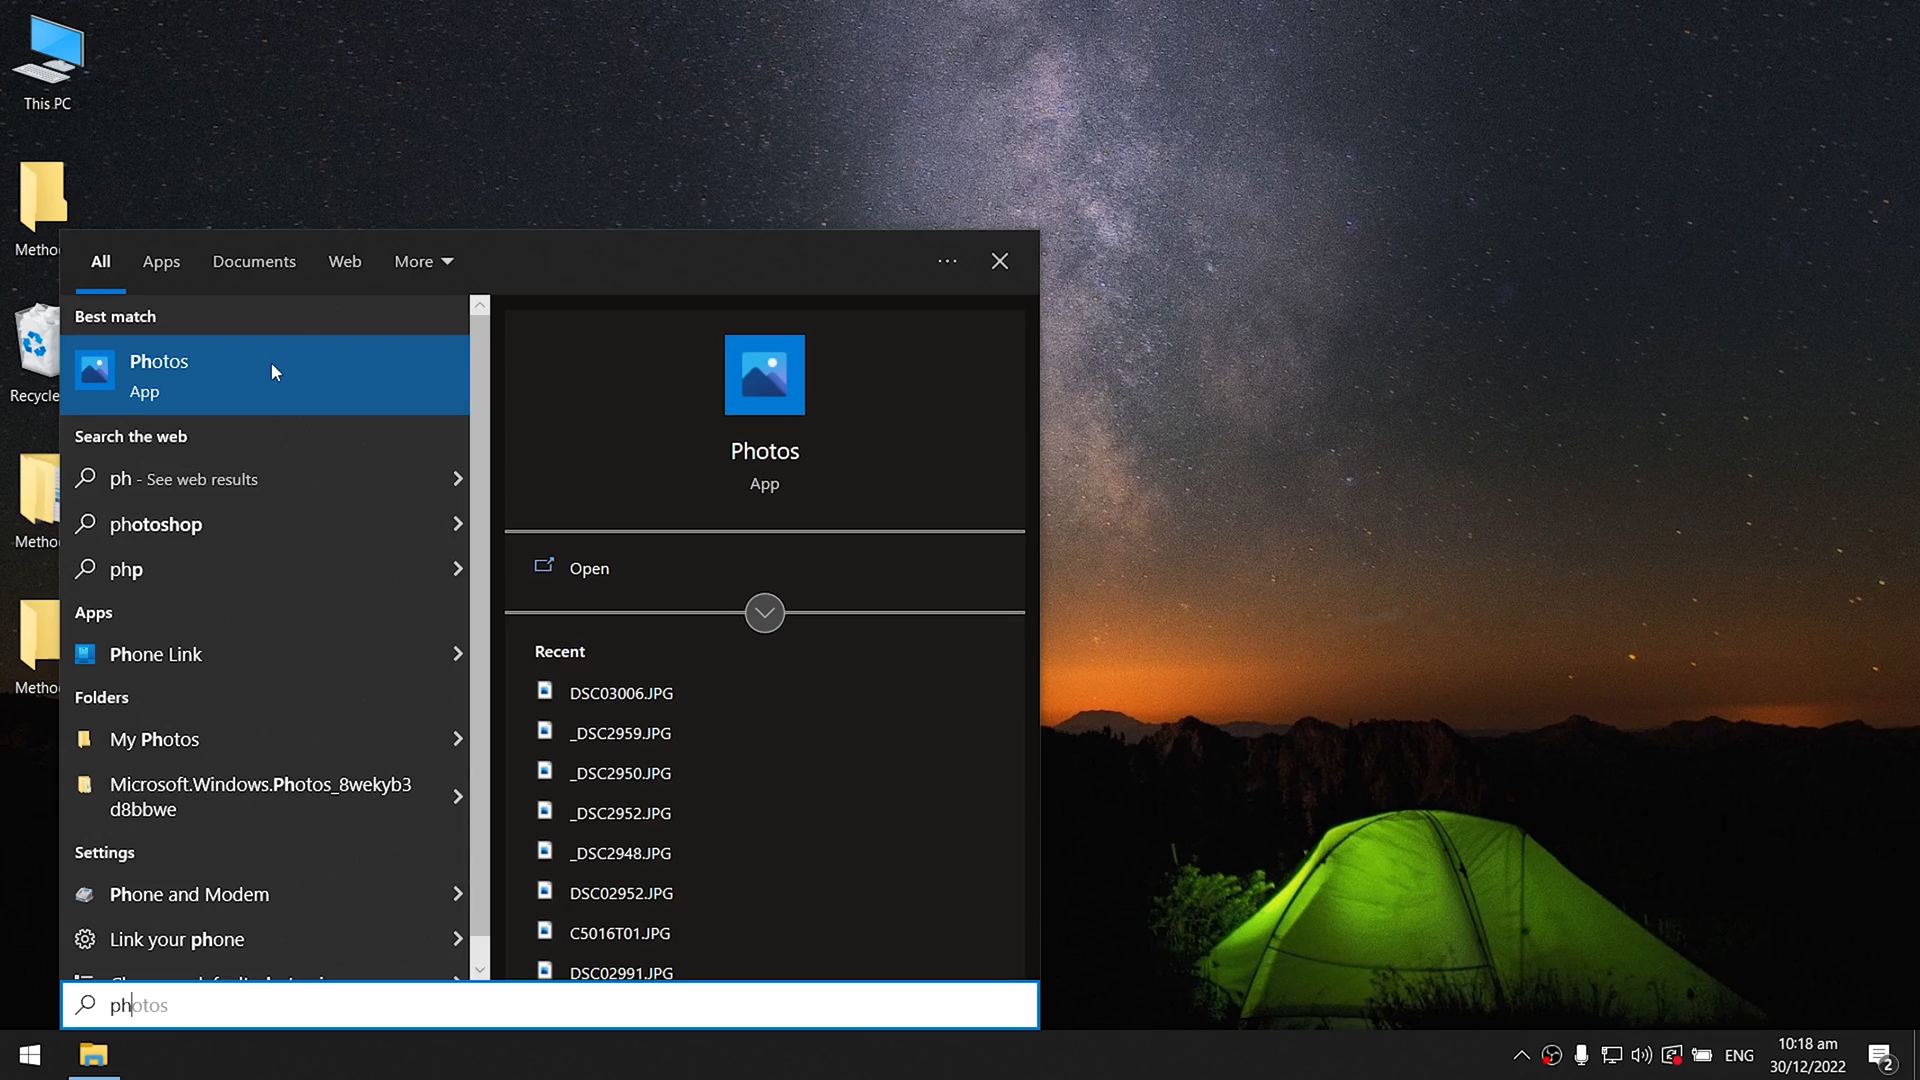 This PC
Metho
Recycle
Metho
Metho
All
Apps
Documents
Web
More
Best match
Photos
App
Search the web
ph - See web results
photoshop
php
Apps
Phone Link
Folders
My Photos
Microsoft.Windows.Photos_8wekyb3
d8bbwe
Settings
Phone and Modem
Link your phone
photos
Photos
App
Open
Recent
DSC03006.JPG
_DSC2959.JPG
_DSC2950.JPG
_DSC2952.JPG
_DSC2948.JPG
DSC02952.JPG
C5016T01.JPG
DSC02991.JPG
ENG
10:18 am
30/12/2022
2